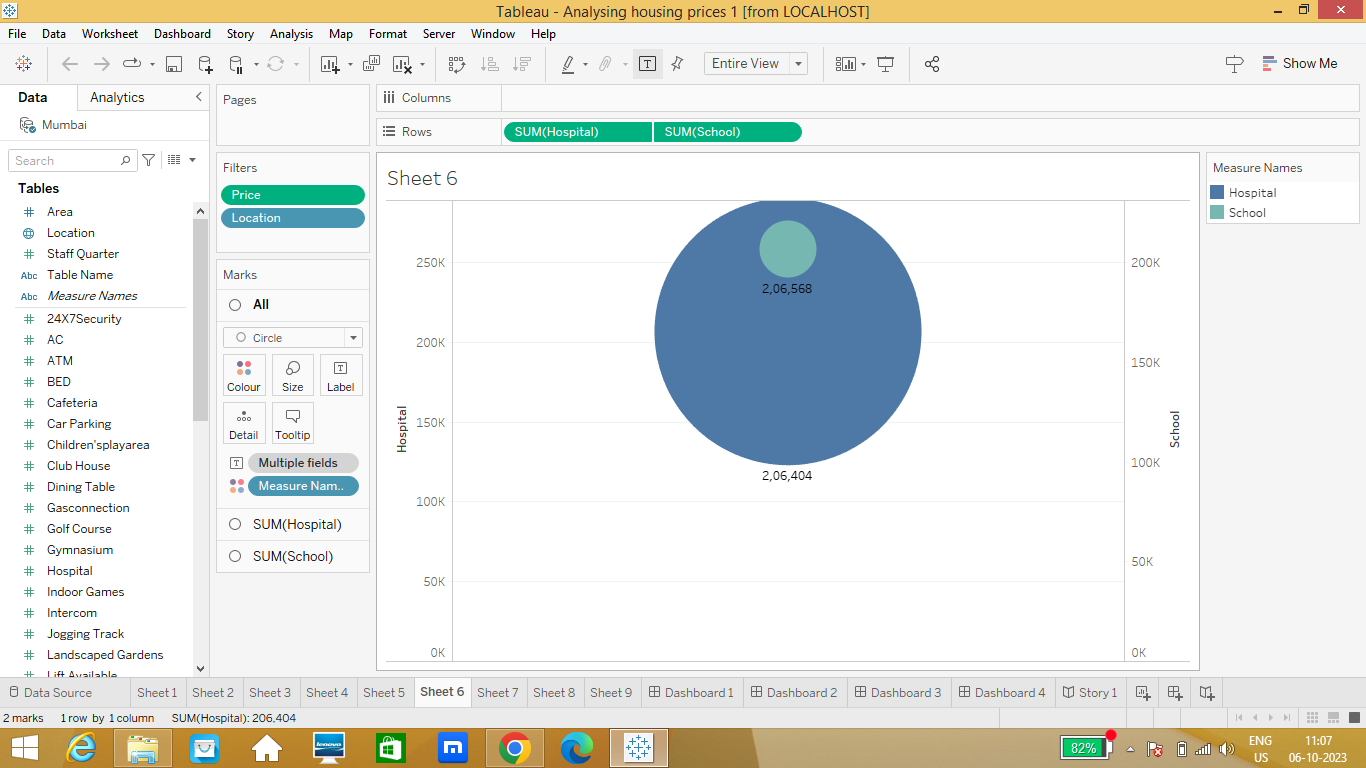 Tableau - Analysing housing prices 1 [from LOCALHOST]
File Data Worksheet Dashboard Story Analysis Map Format Server Window Help
Entire View
Show Me
Data Analytics
Mumbai
Search
Tables
Area
Location
Staff Quarter
Abc Table Name
Abc Measure Names
24X7Security
AC
ATM
BED
Cafeteria
Car Parking
Children'splayarea
Club House
Dining Table
Gasconnection
Golf Course
Gymnasium
Hospital
Indoor Games
Intercom
Jogging Track
Landscaped Gardens
Lift Available
Pages
Filters
Price
Location
Marks
All
Circle
Colour Size Label
Detail Tooltip
Multiple fields
Measure Nam..
SUM(Hospital)
SUM(School)
Columns
Rows SUM(Hospital) SUM(School)
Sheet 6
250K
200K
150K
100K
50K
0K
Hospital
2,06,568
2,06,404
200K
150K
100K
50K
0K
School
Measure Names
Hospital
School
Data Source Sheet 1 Sheet 2 Sheet 3 Sheet 4 Sheet 5 Sheet 6 Sheet 7 Sheet 8 Sheet 9 Dashboard 1 Dashboard 2 Dashboard 3 Dashboard 4 Story 1
2 marks 1 row by 1 column SUM(Hospital): 206,404
lenovo
82%
ENG
US
11:07
06-10-2023